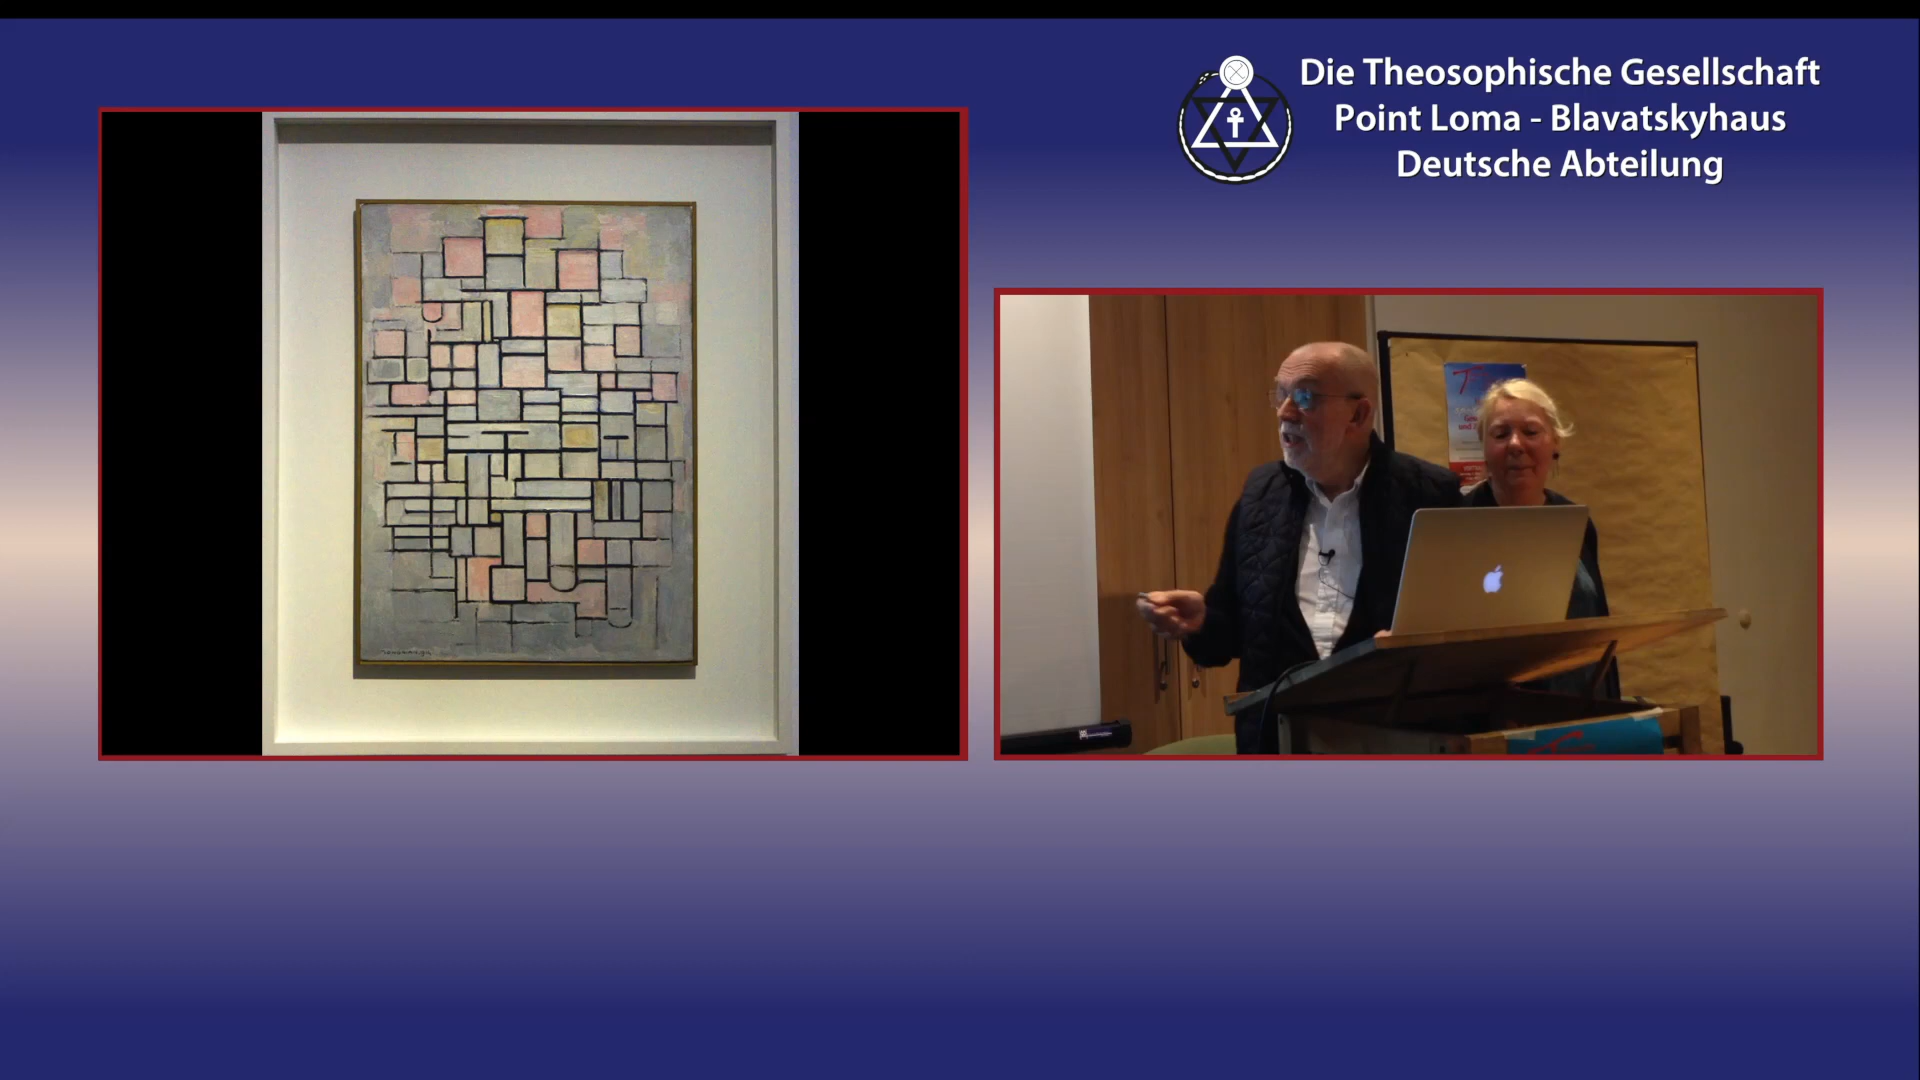 Die Theosophische Gesellschaft
Point Loma - Blavatskyhaus
Deutsche Abteilung